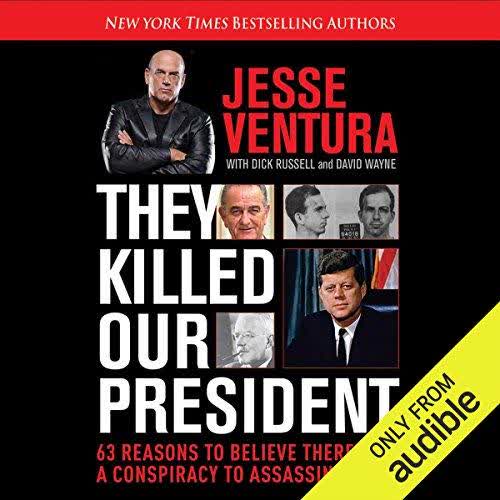 NEW YORK TIMES BESTSELLING AUTHORS
JESSE
VENTURA
WITH DICK RUSSELL and DAVID WAYNE
THEY
KILLED
OUR
PRESIDENT
63 REASONS TO BELIEVE THERE
A CONSPIRACY TO ASSASSIN
ONLY FROM
audible